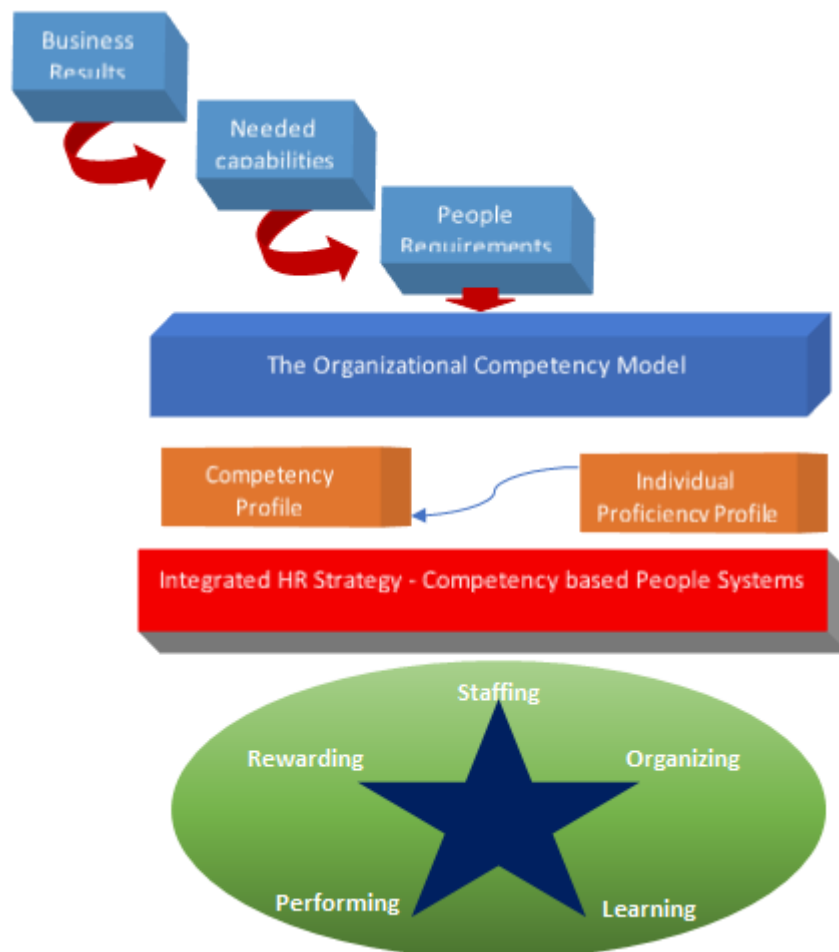 Business
Results
Needed
capabilities
People
Requirements
The Organizational Competency Model
Competency
Profile
Individual
Proficiency Profile
Integrated HR Strategy - Competency based People Systems
Staffing
Rewarding
Organizing
Performing
Learning